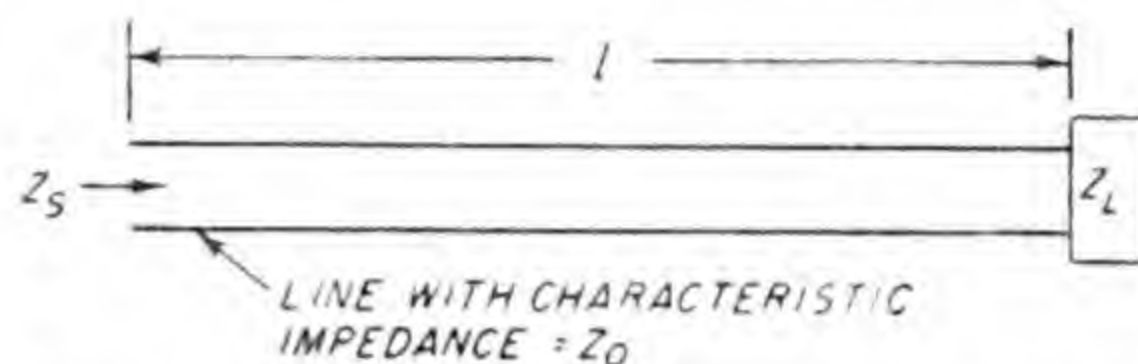 l
Z_S
Z_L
LINE WITH CHARACTERISTIC
IMPEDANCE = Z_O